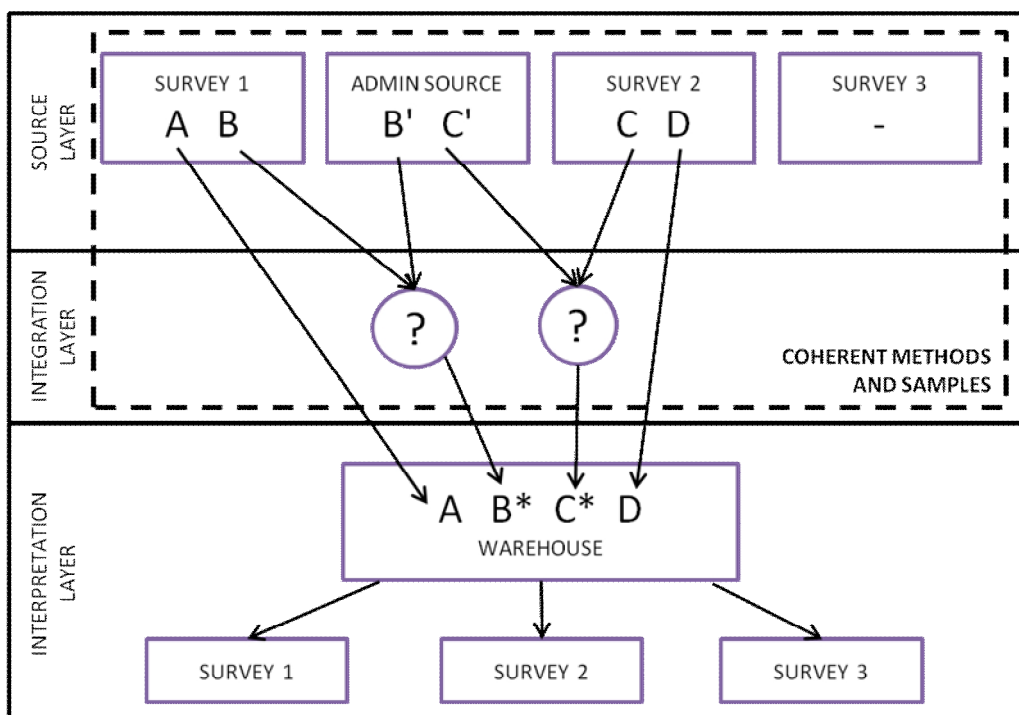 SOURCE
LAYER
SURVEY 1
A B
ADMIN SOURCE
B' C'
SURVEY 2
C D
SURVEY 3
-
INTEGRATION
LAYER
?
?
COHERENT METHODS
AND SAMPLES
INTERPRETATION
LAYER
A B* C* D
WAREHOUSE
SURVEY 1
SURVEY 2
SURVEY 3